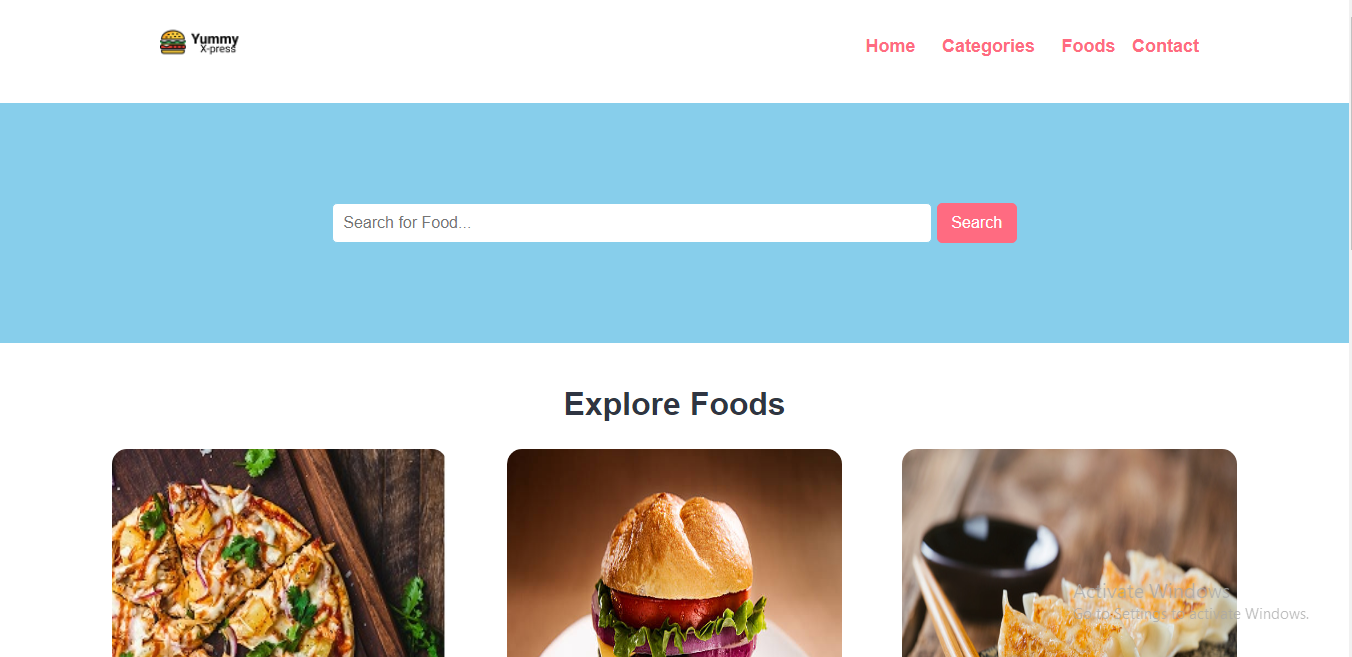 Yummy
X-press
Home Categories Foods Contact
Search for Food... Search
Explore Foods
Activate Windows
Go to Settings to activate Windows.